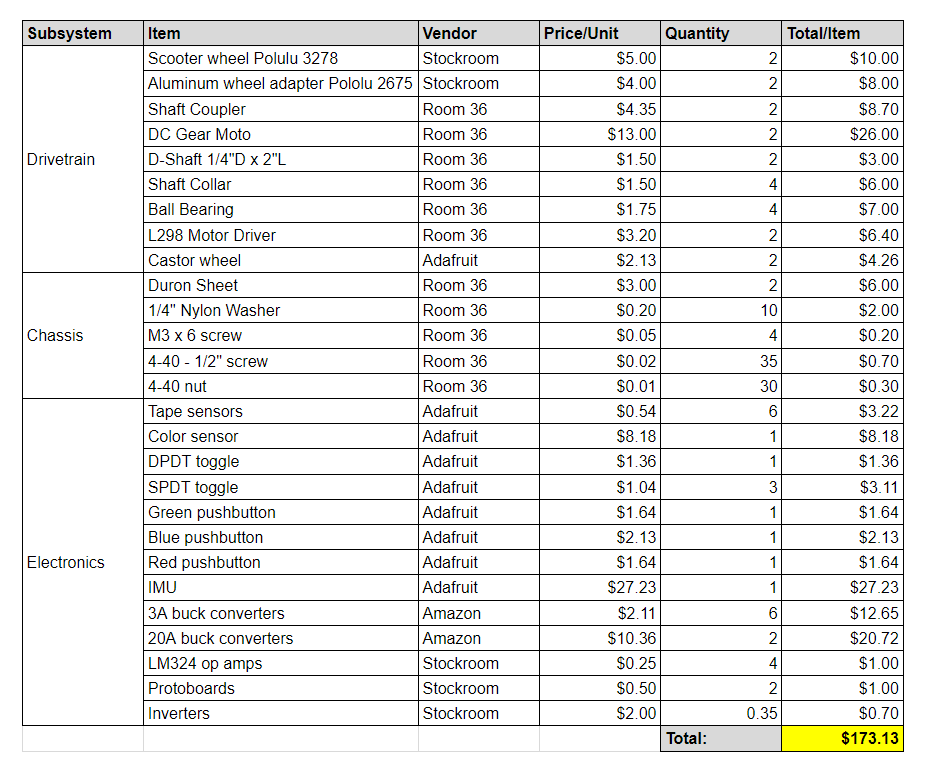 Subsystem Item Vendor Price/Unit Quantity Total/Item
Scooter wheel Polulu 3278 Stockroom $5.00 2 $10.00
Aluminum wheel adapter Pololu 2675 Stockroom $4.00 2 $8.00
Shaft Coupler Room 36 $4.35 2 $8.70
DC Gear Moto Room 36 $13.00 2 $26.00
Drivetrain D-Shaft 1/4"D x 2"L Room 36 $1.50 2 $3.00
Shaft Collar Room 36 $1.50 4 $6.00
Ball Bearing Room 36 $1.75 4 $7.00
L298 Motor Driver Room 36 $3.20 2 $6.40
Castor wheel Adafruit $2.13 2 $4.26
Duron Sheet Room 36 $3.00 2 $6.00
1/4" Nylon Washer Room 36 $0.20 10 $2.00
Chassis M3 x 6 screw Room 36 $0.05 4 $0.20
4-40 - 1/2" screw Room 36 $0.02 35 $0.70
4-40 nut Room 36 $0.01 30 $0.30
Tape sensors Adafruit $0.54 6 $3.22
Color sensor Adafruit $8.18 1 $8.18
DPDT toggle Adafruit $1.36 1 $1.36
SPDT toggle Adafruit $1.04 3 $3.11
Green pushbutton Adafruit $1.64 1 $1.64
Blue pushbutton Adafruit $2.13 1 $2.13
Electronics Red pushbutton Adafruit $1.64 1 $1.64
IMU Adafruit $27.23 1 $27.23
3A buck converters Amazon $2.11 6 $12.65
20A buck converters Amazon $10.36 2 $20.72
LM324 op amps Stockroom $0.25 4 $1.00
Protoboards Stockroom $0.50 2 $1.00
Inverters Stockroom $2.00 0.35 $0.70
Total: $173.13